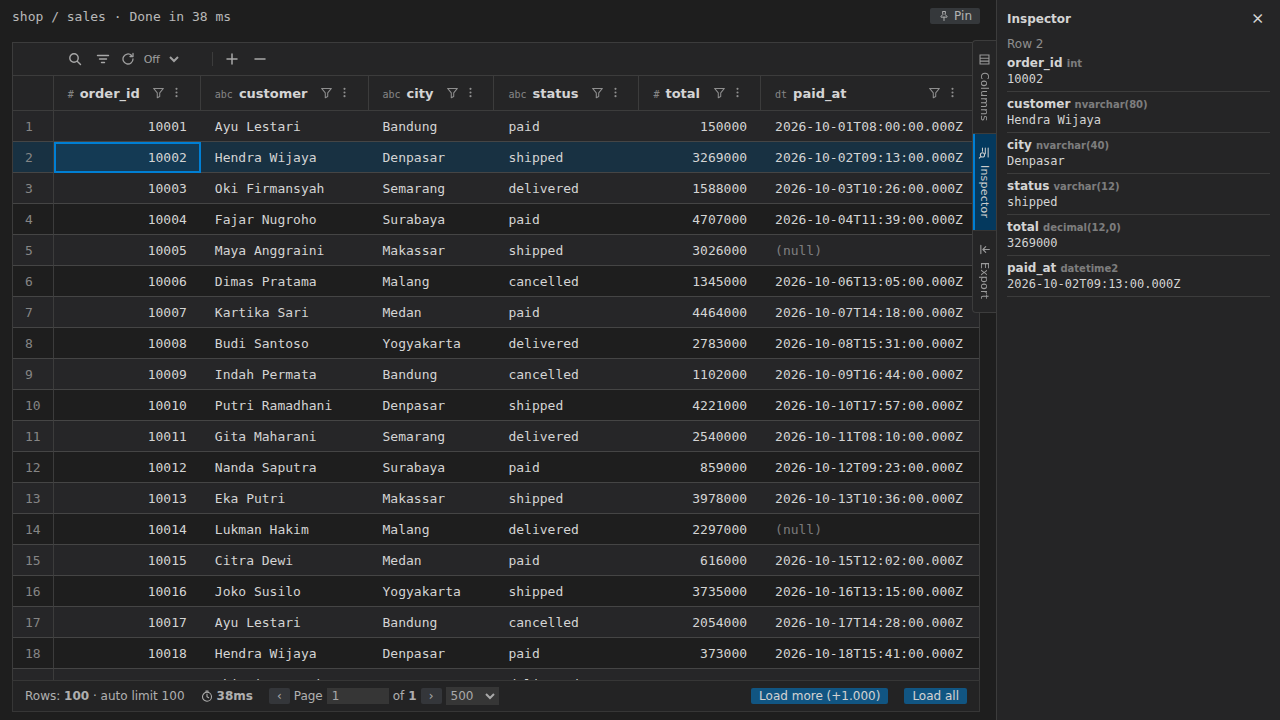 shop / sales · Done in 38 ms
Pin
Off
# order_id
abc customer
abc city
abc status
# total
dt paid_at
1 10001 Ayu Lestari Bandung paid 150000 2026-10-01T08:00:00.000Z
2 10002 Hendra Wijaya Denpasar shipped 3269000 2026-10-02T09:13:00.000Z
3 10003 Oki Firmansyah Semarang delivered 1588000 2026-10-03T10:26:00.000Z
4 10004 Fajar Nugroho Surabaya paid 4707000 2026-10-04T11:39:00.000Z
5 10005 Maya Anggraini Makassar shipped 3026000 (null)
6 10006 Dimas Pratama Malang cancelled 1345000 2026-10-06T13:05:00.000Z
7 10007 Kartika Sari Medan paid 4464000 2026-10-07T14:18:00.000Z
8 10008 Budi Santoso Yogyakarta delivered 2783000 2026-10-08T15:31:00.000Z
9 10009 Indah Permata Bandung cancelled 1102000 2026-10-09T16:44:00.000Z
10 10010 Putri Ramadhani Denpasar shipped 4221000 2026-10-10T17:57:00.000Z
11 10011 Gita Maharani Semarang delivered 2540000 2026-10-11T08:10:00.000Z
12 10012 Nanda Saputra Surabaya paid 859000 2026-10-12T09:23:00.000Z
13 10013 Eka Putri Makassar shipped 3978000 2026-10-13T10:36:00.000Z
14 10014 Lukman Hakim Malang delivered 2297000 (null)
15 10015 Citra Dewi Medan paid 616000 2026-10-15T12:02:00.000Z
16 10016 Joko Susilo Yogyakarta shipped 3735000 2026-10-16T13:15:00.000Z
17 10017 Ayu Lestari Bandung cancelled 2054000 2026-10-17T14:28:00.000Z
18 10018 Hendra Wijaya Denpasar paid 373000 2026-10-18T15:41:00.000Z
Rows: 100 · auto limit 100 38ms ‹ Page 1 of 1 › 500 Load more (+1.000) Load all
Columns
Inspector
Export
Inspector
Row 2
order_id int
10002
customer nvarchar(80)
Hendra Wijaya
city nvarchar(40)
Denpasar
status varchar(12)
shipped
total decimal(12,0)
3269000
paid_at datetime2
2026-10-02T09:13:00.000Z